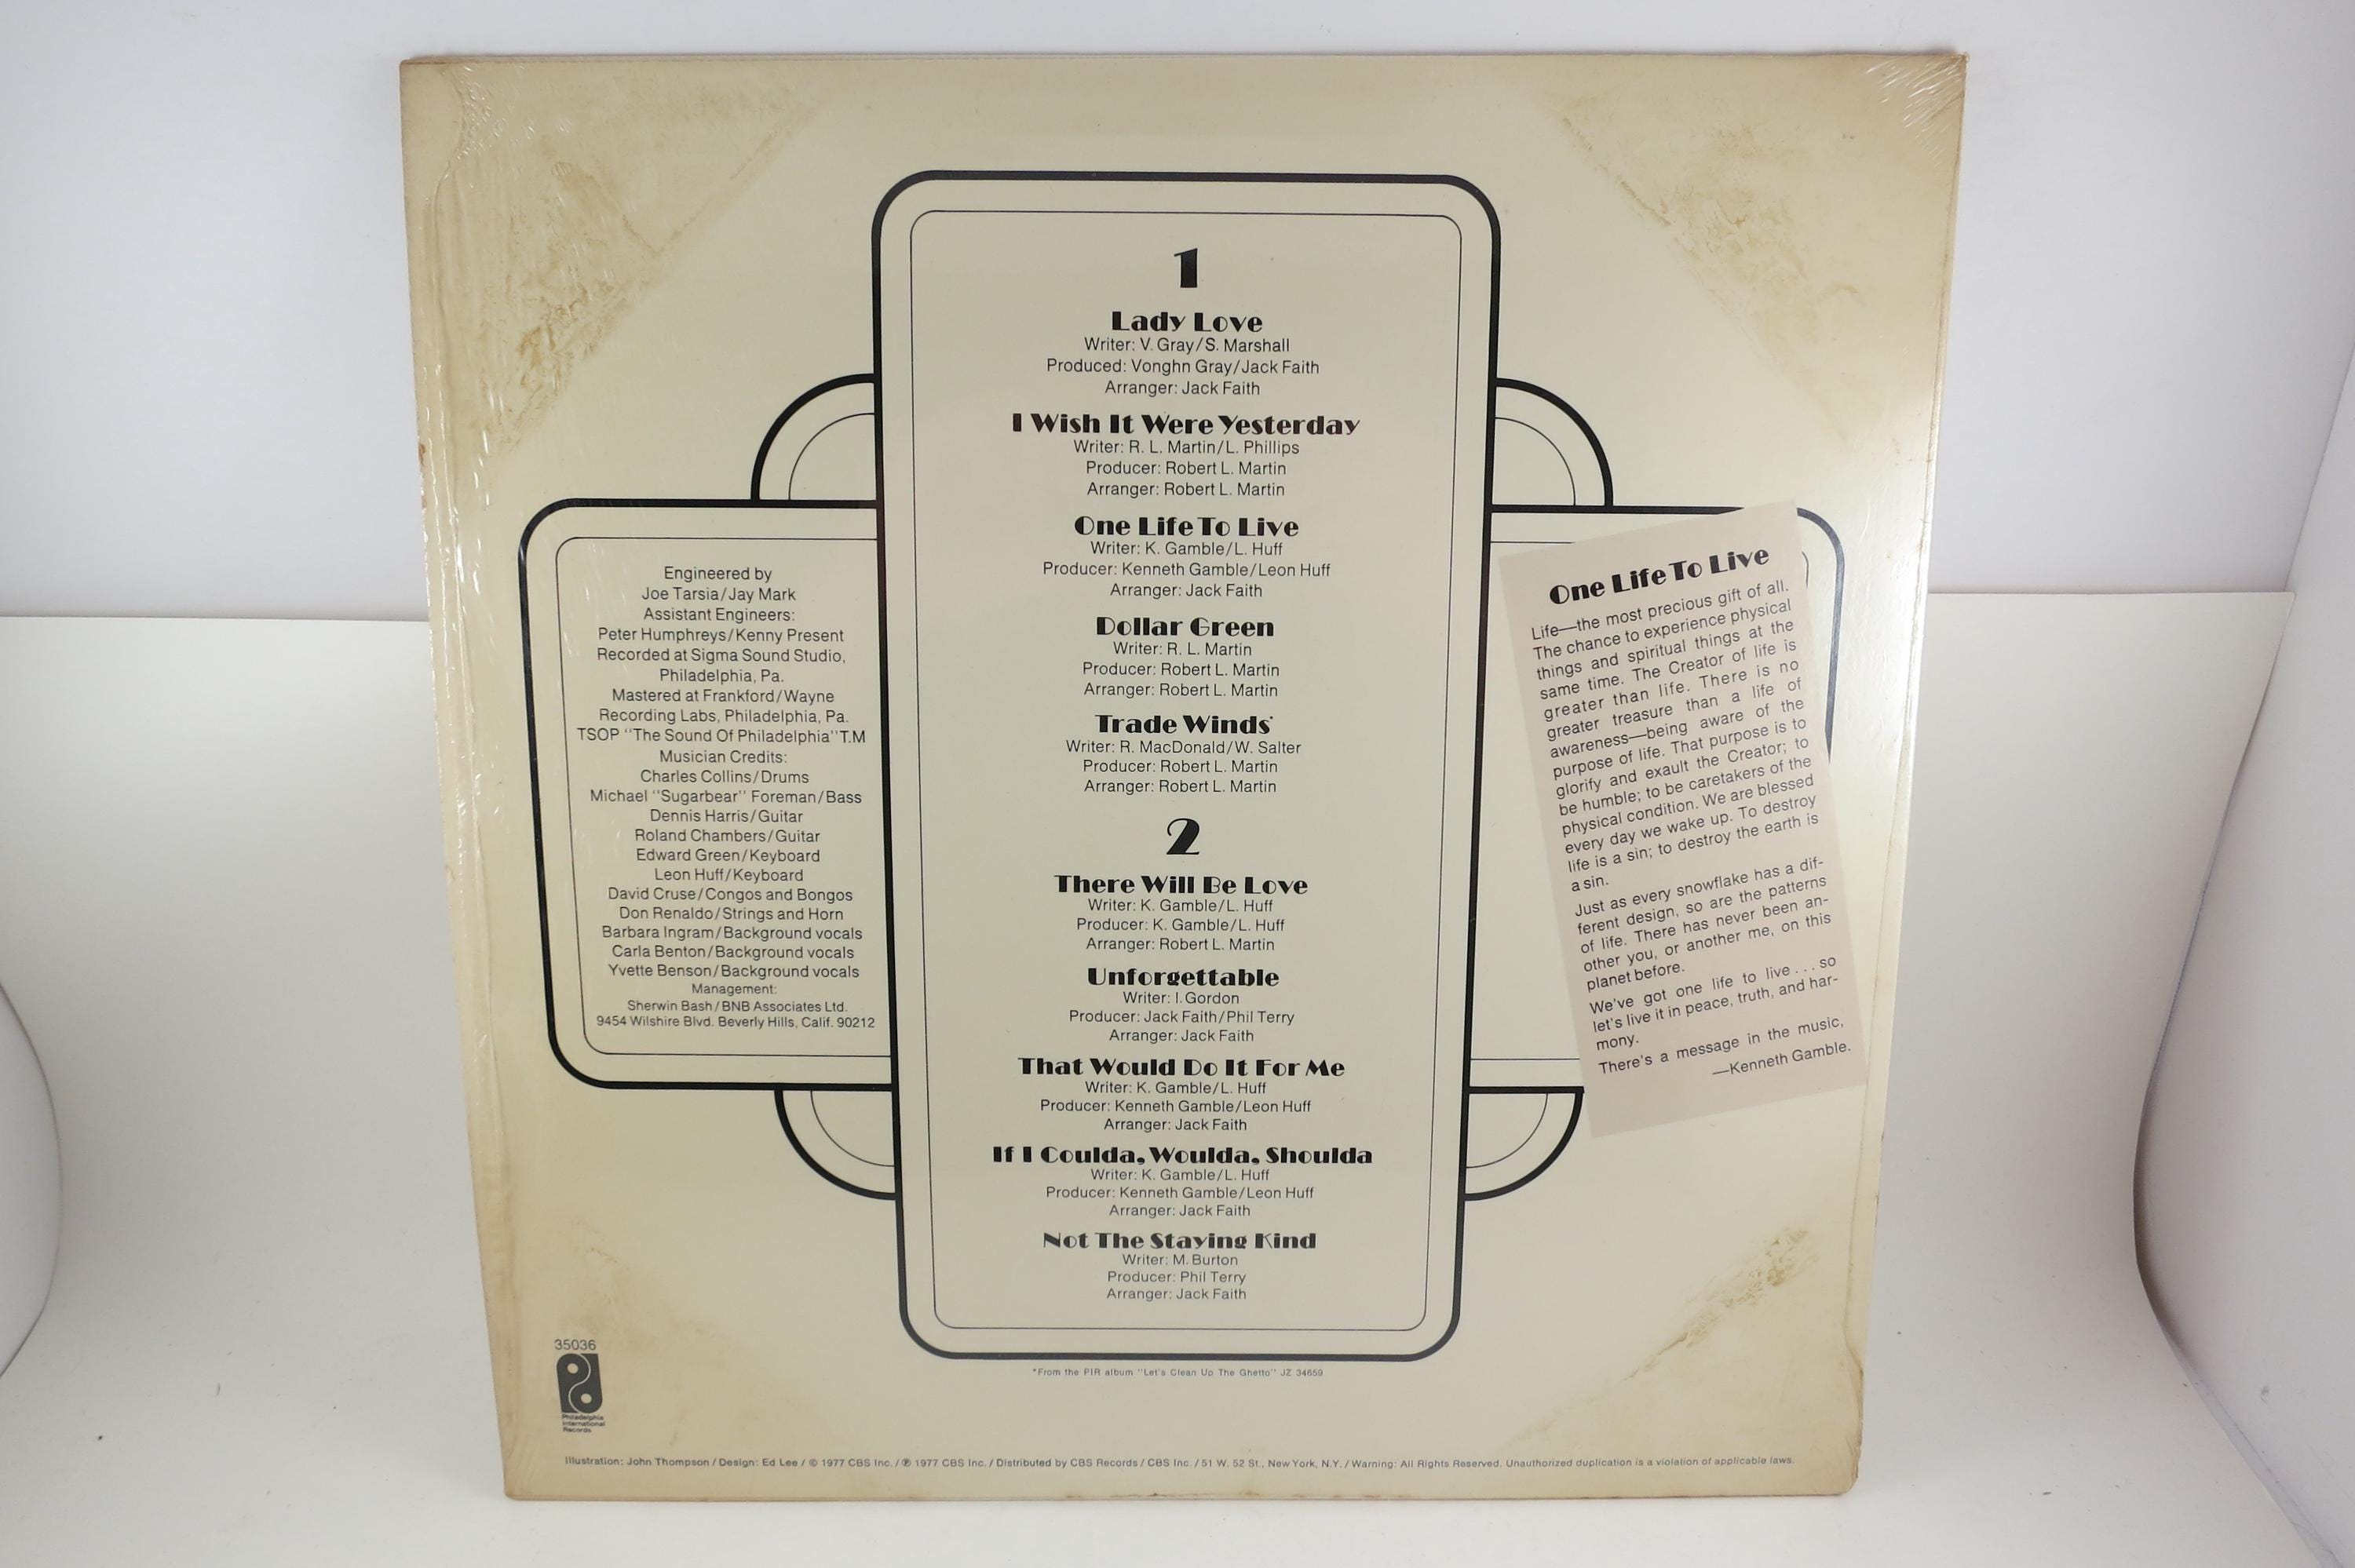 1
Lady Love
Writer: V. Gray/S. Marshall
Produced: Vonghn Gray/Jack Faith
Arranger: Jack Faith
I Wish It Were Yesterday
Writer: R. L. Martin/L. Phillips
Producer: Robert L. Martin
Arranger: Robert L. Martin
One Life To Live
Writer: K. Gamble/L. Huff
Producer: Kenneth Gamble/Leon Huff
Arranger: Jack Faith
Dollar Green
Writer: R. L. Martin
Producer: Robert L. Martin
Arranger: Robert L. Martin
Trade Winds*
Writer: R. MacDonald/W. Salter
Producer: Robert L. Martin
Arranger: Robert L. Martin
2
There Will Be Love
Writer: K. Gamble/L. Huff
Producer: K. Gamble/L. Huff
Arranger: Robert L. Martin
Unforgettable
Writer: I. Gordon
Producer: Jack Faith/Phil Terry
Arranger: Jack Faith
That Would Do It For Me
Writer: K. Gamble/L. Huff
Producer: Kenneth Gamble/Leon Huff
Arranger: Jack Faith
If I Coulda, Woulda, Shoulda
Writer: K. Gamble/L. Huff
Producer: Kenneth Gamble/Leon Huff
Arranger: Jack Faith
Not The Staying Kind
Writer: M. Burton
Producer: Phil Terry
Arranger: Jack Faith
Engineered by
Joe Tarsia/Jay Mark
Assistant Engineers:
Peter Humphreys/Kenny Present
Recorded at Sigma Sound Studio,
Philadelphia, Pa.
Mastered at Frankford/Wayne
Recording Labs, Philadelphia, Pa.
TSOP "The Sound Of Philadelphia" T.M
Musician Credits:
Charles Collins/Drums
Michael "Sugarbear" Foreman/Bass
Dennis Harris/Guitar
Roland Chambers/Guitar
Edward Green/Keyboard
Leon Huff/Keyboard
David Cruse/Congos and Bongos
Don Renaldo/Strings and Horn
Barbara Ingram/Background vocals
Carla Benton/Background vocals
Yvette Benson/Background vocals
Management:
Sherwin Bash/BNB Associates Ltd.
9454 Wilshire Blvd. Beverly Hills, Calif. 90212
One Life To Live
Life—the most precious gift of all.
The chance to experience physical
things and spiritual things at the
same time. The Creator of life is
greater than life. There is no
greater treasure than a life of
awareness—being aware of the
purpose of life. That purpose is to
glorify and exault the Creator; to
be humble; to be caretakers of the
physical condition. We are blessed
every day we wake up. To destroy
life is a sin; to destroy the earth is
a sin.
Just as every snowflake has a dif-
ferent design, so are the patterns
of life. There has never been an-
other you, or another me, on this
planet before.
We've got one life to live . . . so
let's live it in peace, truth, and har-
mony.
There's a message in the music,
—Kenneth Gamble.
35036
Philadelphia
International
Records
*From the PIR album "Let's Clean Up The Ghetto" JZ 34659
Illustration: John Thompson / Design: Ed Lee / © 1977 CBS Inc. / ℗ 1977 CBS Inc. / Distributed by CBS Records / CBS Inc. / 51 W. 52 St., New York, N.Y. / Warning: All Rights Reserved. Unauthorized duplication is a violation of applicable laws.